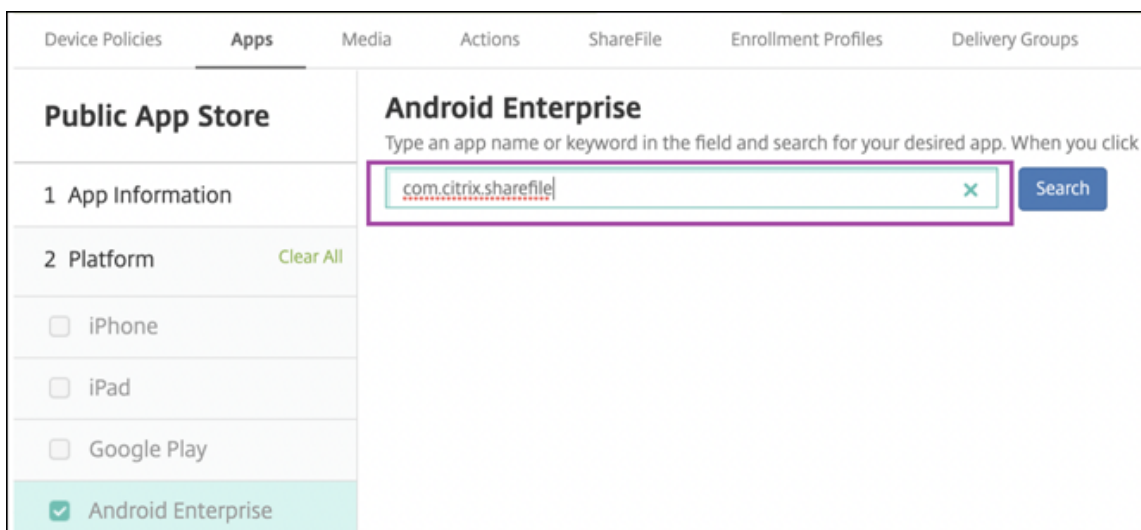 Device Policies Apps Media Actions ShareFile Enrollment Profiles Delivery Groups
Public App Store
Android Enterprise
Type an app name or keyword in the field and search for your desired app. When you click
com.citrix.sharefile
Search
1 App Information
2 Platform Clear All
iPhone
iPad
Google Play
Android Enterprise